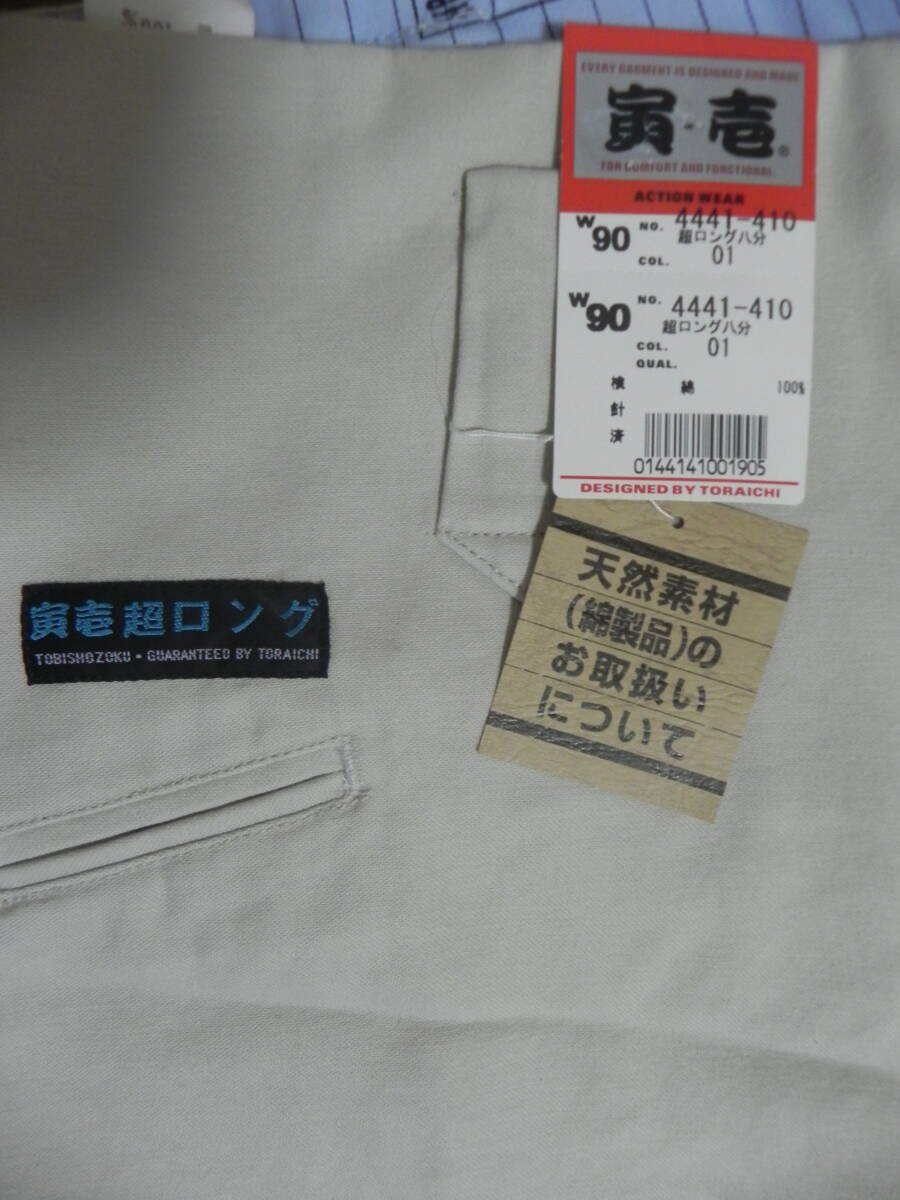 100%
EVERY GARMENT IS DESIGNED AND MADE
寅壱®
FOR COMFORT AND FUNCTIONAL.
ACTION WEAR
W90 NO. 4441-410
超ロング八分
COL. 01
W90 NO. 4441-410
超ロング八分
COL. 01
QUAL.
検針済 綿 100%
0144141001905
DESIGNED BY TORAICHI
天然素材
(綿製品)の
お取扱い
について
寅壱超ロング
TOBISHOZOKU・GUARANTEED BY TORAICHI